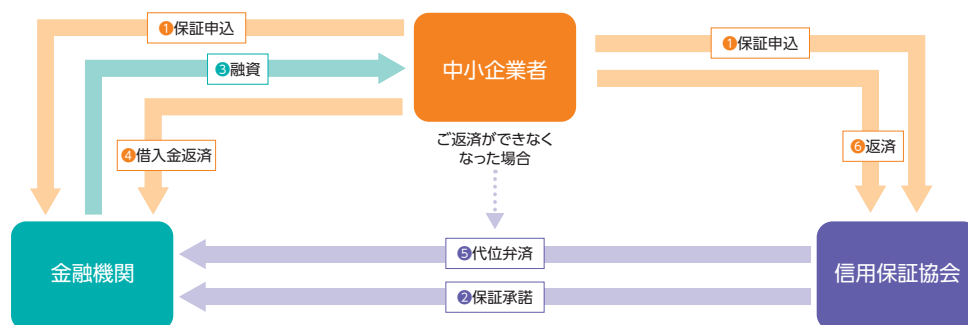 ❶保証申込
中小企業者
❶保証申込
❸融資
ご返済ができなく
なった場合
❹借入金返済
❻返済
金融機関
❺代位弁済
信用保証協会
❷保証承諾